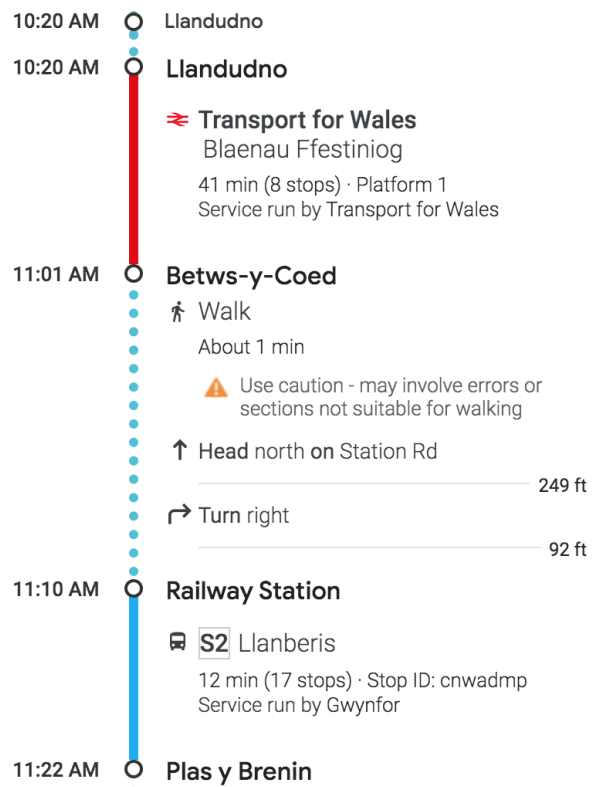 10:20 AM Llandudno
10:20 AM Llandudno
Transport for Wales
Blaenau Ffestiniog
41 min (8 stops) · Platform 1
Service run by Transport for Wales
11:01 AM Betws-y-Coed
Walk
About 1 min
Use caution - may involve errors or
sections not suitable for walking
Head north on Station Rd
249 ft
Turn right
92 ft
11:10 AM Railway Station
S2 Llanberis
12 min (17 stops) · Stop ID: cnwadmp
Service run by Gwynfor
11:22 AM Plas y Brenin